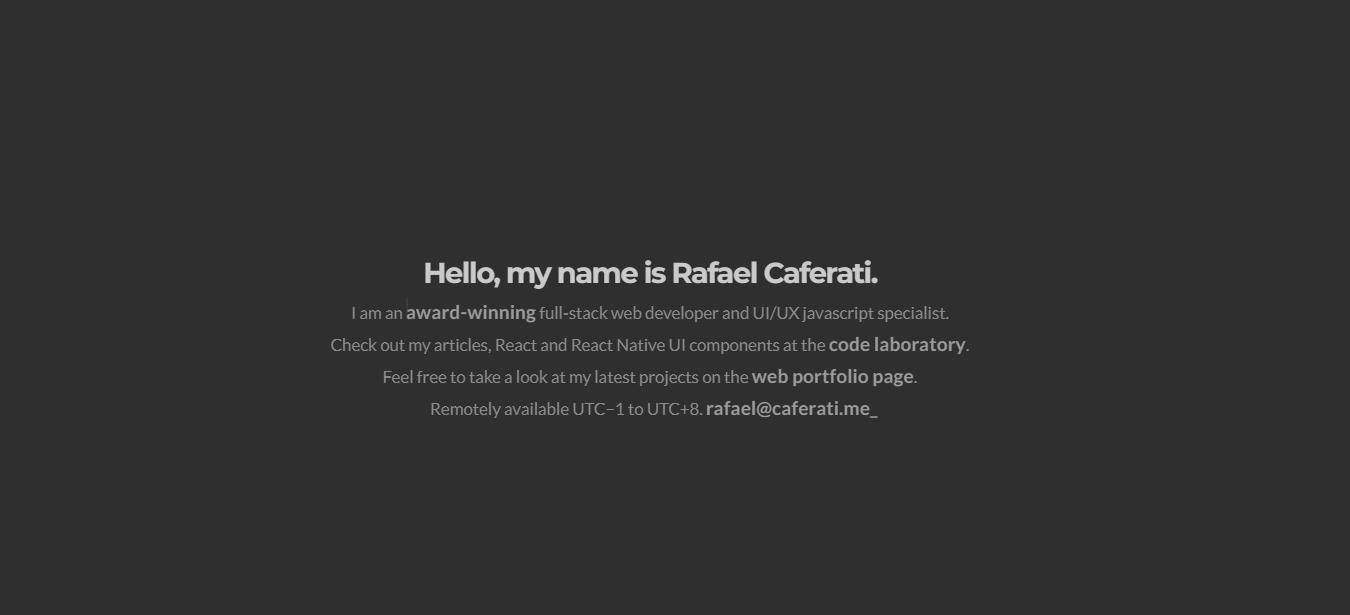 Hello, my name is Rafael Caferati.
I am an award-winning full-stack web developer and UI/UX javascript specialist.
Check out my articles, React and React Native UI components at the code laboratory.
Feel free to take a look at my latest projects on the web portfolio page.
Remotely available UTC−1 to UTC+8. rafael@caferati.me_